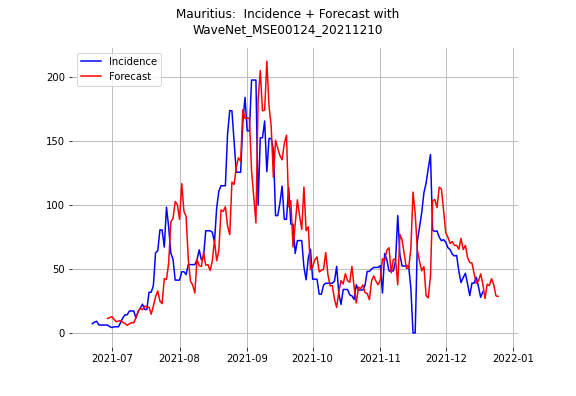 Mauritius:  Incidence + Forecast with
WaveNet_MSE00124_20211210
Incidence
Forecast
200
150
100
50
0
2021-07 2021-08 2021-09 2021-10 2021-11 2021-12 2022-01